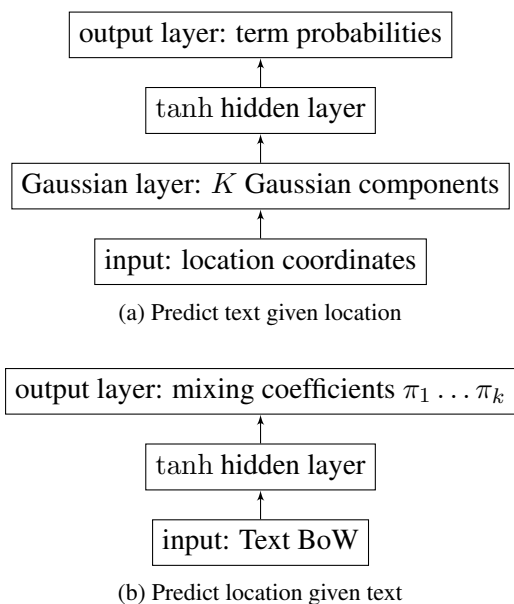 output layer: term probabilities
tanh hidden layer
Gaussian layer: K Gaussian components
input: location coordinates
(a) Predict text given location
output layer: mixing coefficients π₁ … πₖ
tanh hidden layer
input: Text BoW
(b) Predict location given text